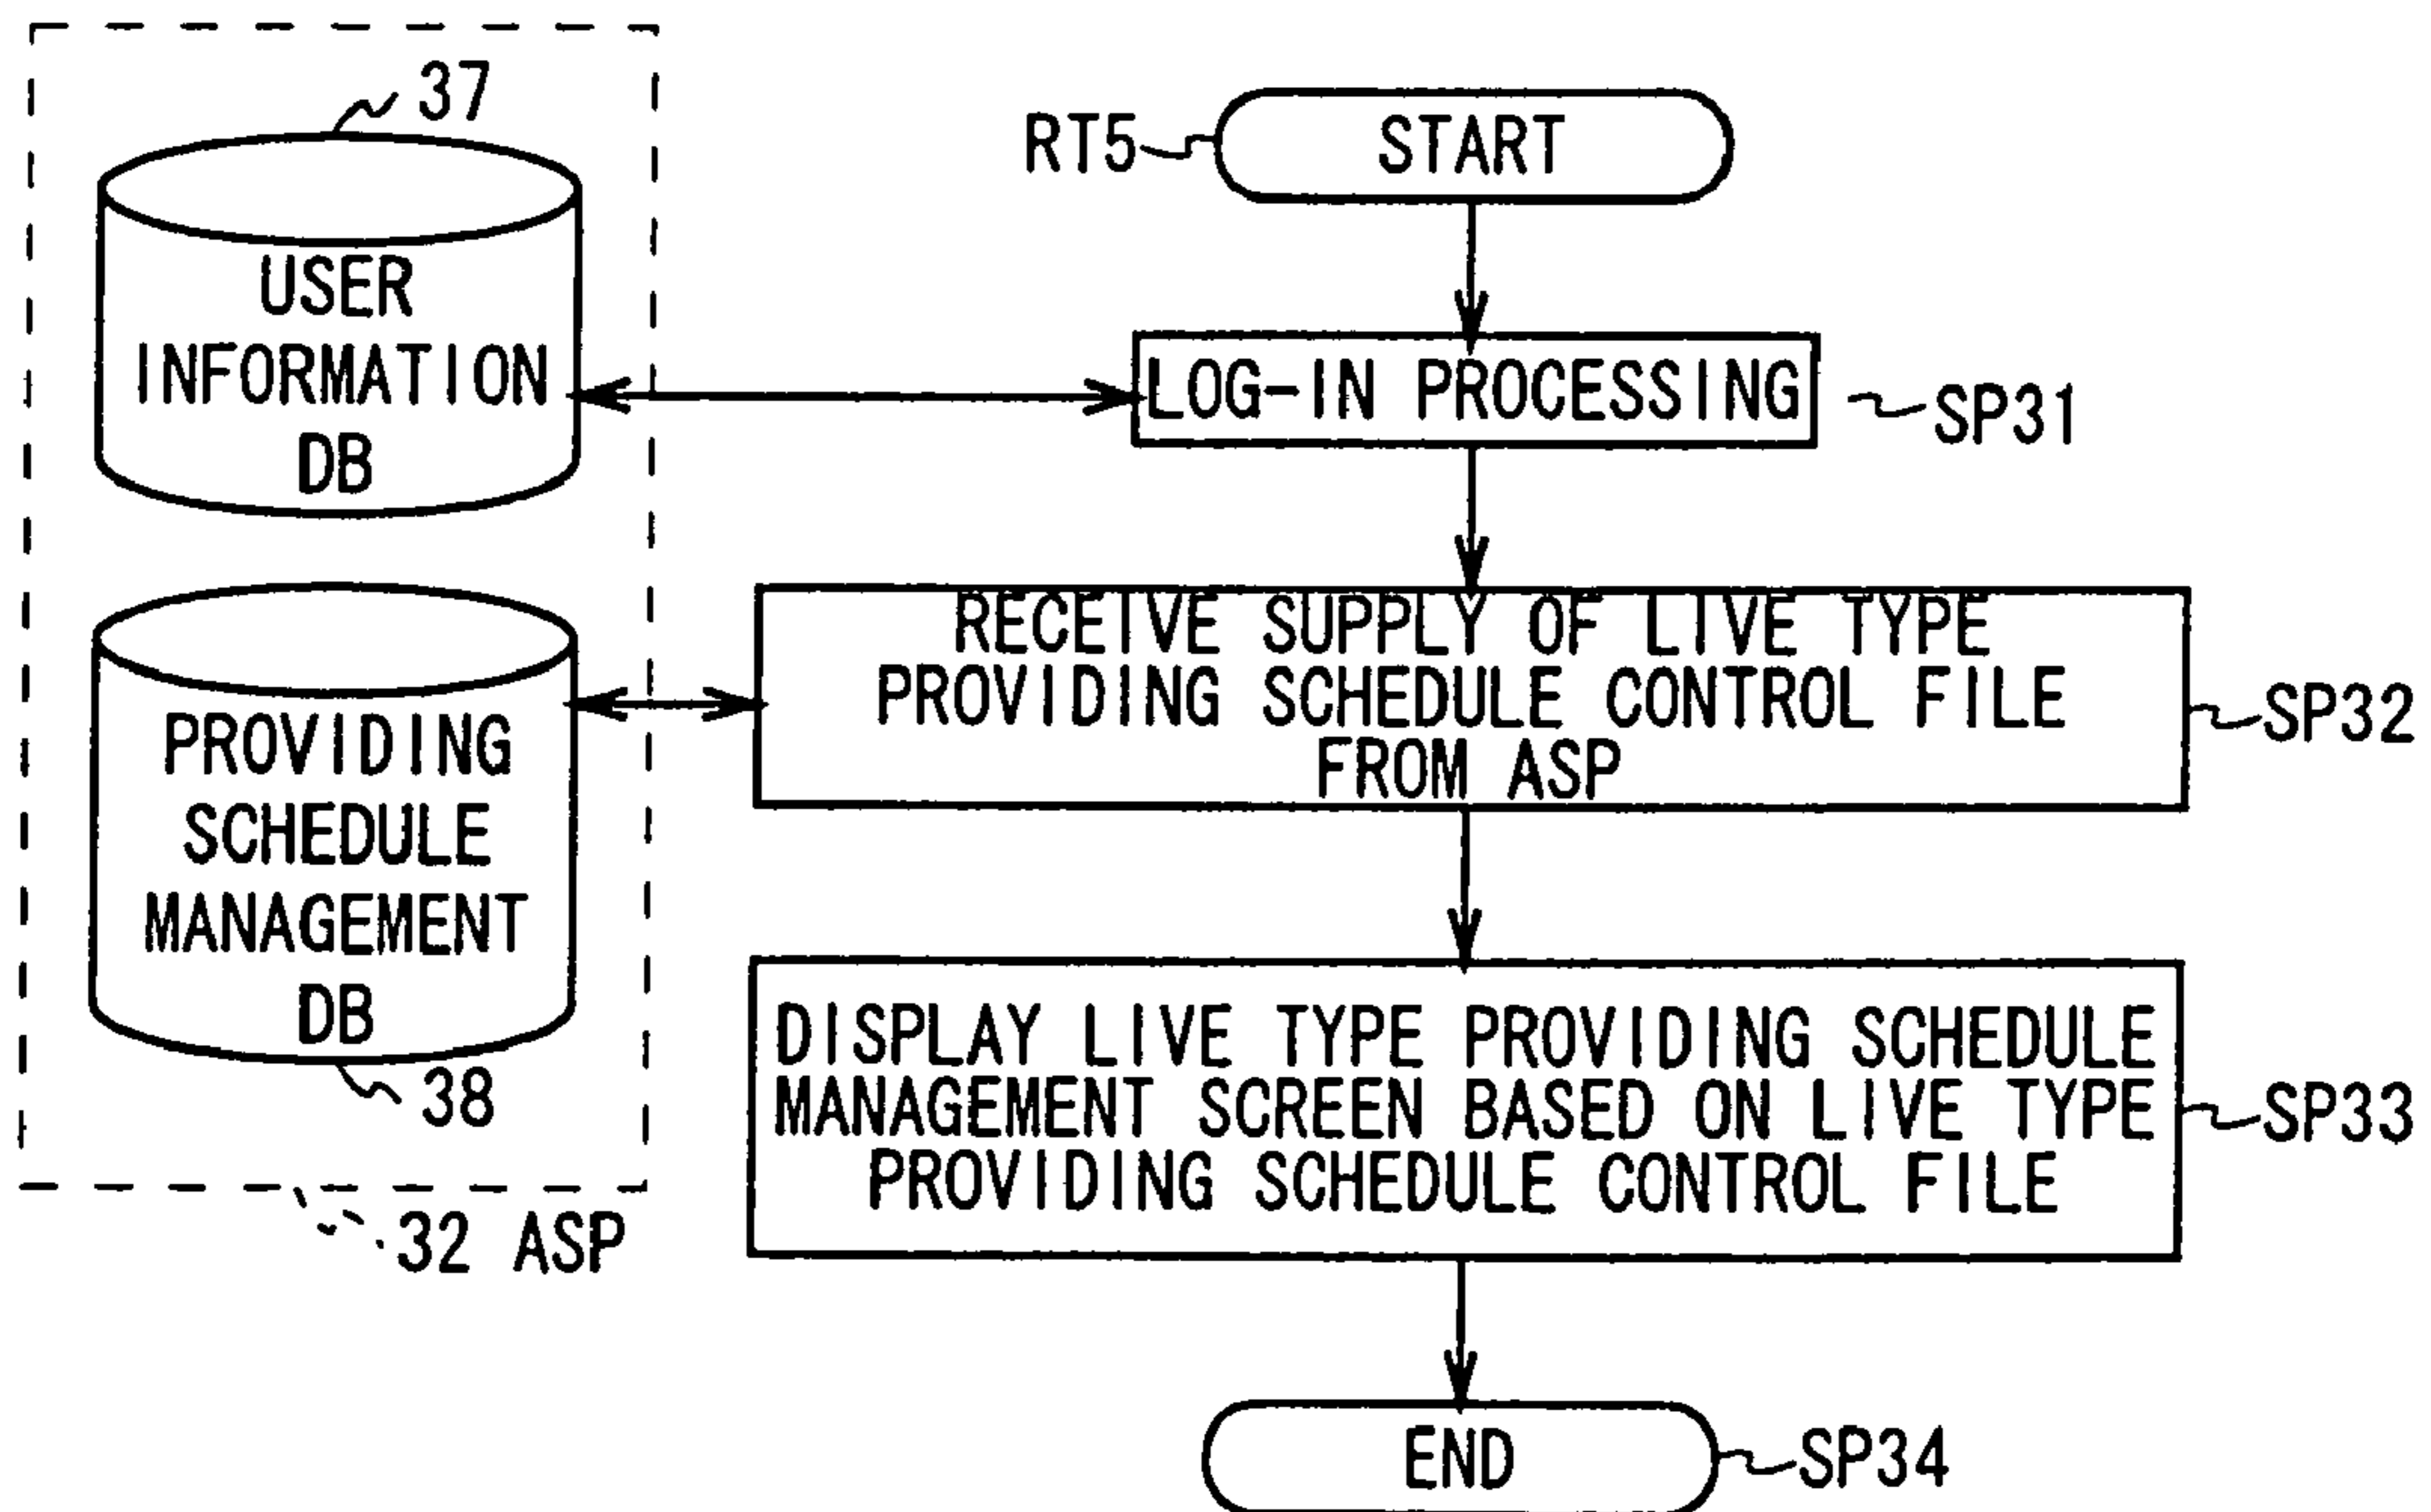 37
USER
INFORMATION
DB
PROVIDING
SCHEDULE
MANAGEMENT
DB
38
32 ASP
RT5
START
LOG-IN PROCESSING
SP31
RECEIVE SUPPLY OF LIVE TYPE
PROVIDING SCHEDULE CONTROL FILE
FROM ASP
SP32
DISPLAY LIVE TYPE PROVIDING SCHEDULE
MANAGEMENT SCREEN BASED ON LIVE TYPE
PROVIDING SCHEDULE CONTROL FILE
SP33
END
SP34